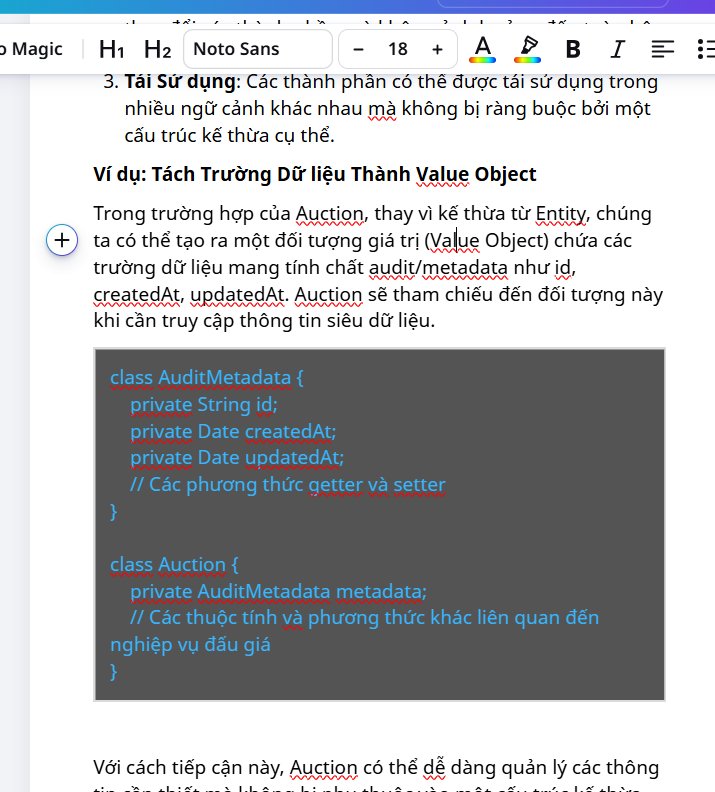 o Magic H1 H2 Noto Sans – 18 + A B I
3. Tái Sử dụng: Các thành phần có thể được tái sử dụng trong
nhiều ngữ cảnh khác nhau mà không bị ràng buộc bởi một
cấu trúc kế thừa cụ thể.
Ví dụ: Tách Trường Dữ liệu Thành Value Object
Trong trường hợp của Auction, thay vì kế thừa từ Entity, chúng
ta có thể tạo ra một đối tượng giá trị (Value Object) chứa các
trường dữ liệu mang tính chất audit/metadata như id,
createdAt, updatedAt. Auction sẽ tham chiếu đến đối tượng này
khi cần truy cập thông tin siêu dữ liệu.
class AuditMetadata {
private String id;
private Date createdAt;
private Date updatedAt;
// Các phương thức getter và setter
}
class Auction {
private AuditMetadata metadata;
// Các thuộc tính và phương thức khác liên quan đến
nghiệp vụ đấu giá
}
Với cách tiếp cận này, Auction có thể dễ dàng quản lý các thông